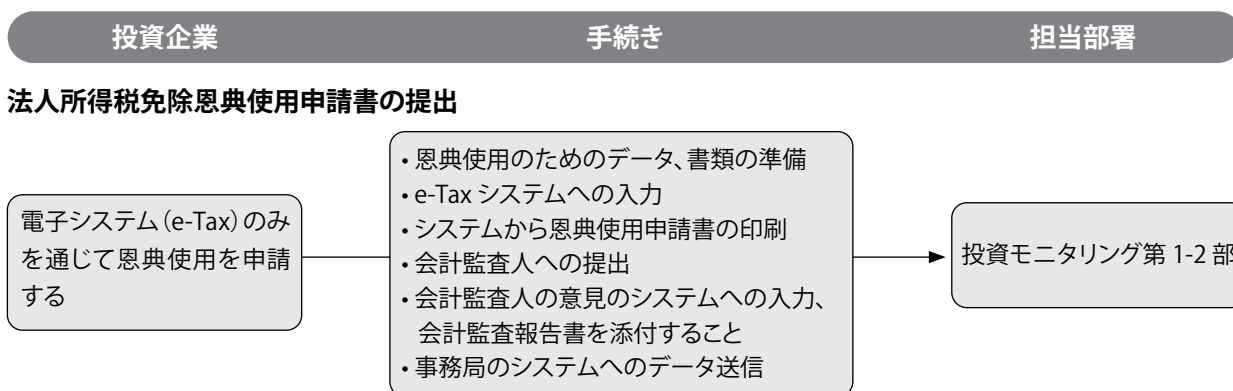 投資企業
手続き
担当部署
法人所得税免除恩典使用申請書の提出
電子システム（e-Tax）のみ
を通じて恩典使用を申請
する
• 恩典使用のためのデータ、書類の準備
• e-Tax システムへの入力
• システムから恩典使用申請書の印刷
• 会計監査人への提出
• 会計監査人の意見のシステムへの入力、
会計監査報告書を添付すること
• 事務局のシステムへのデータ送信
投資モニタリング第 1-2 部